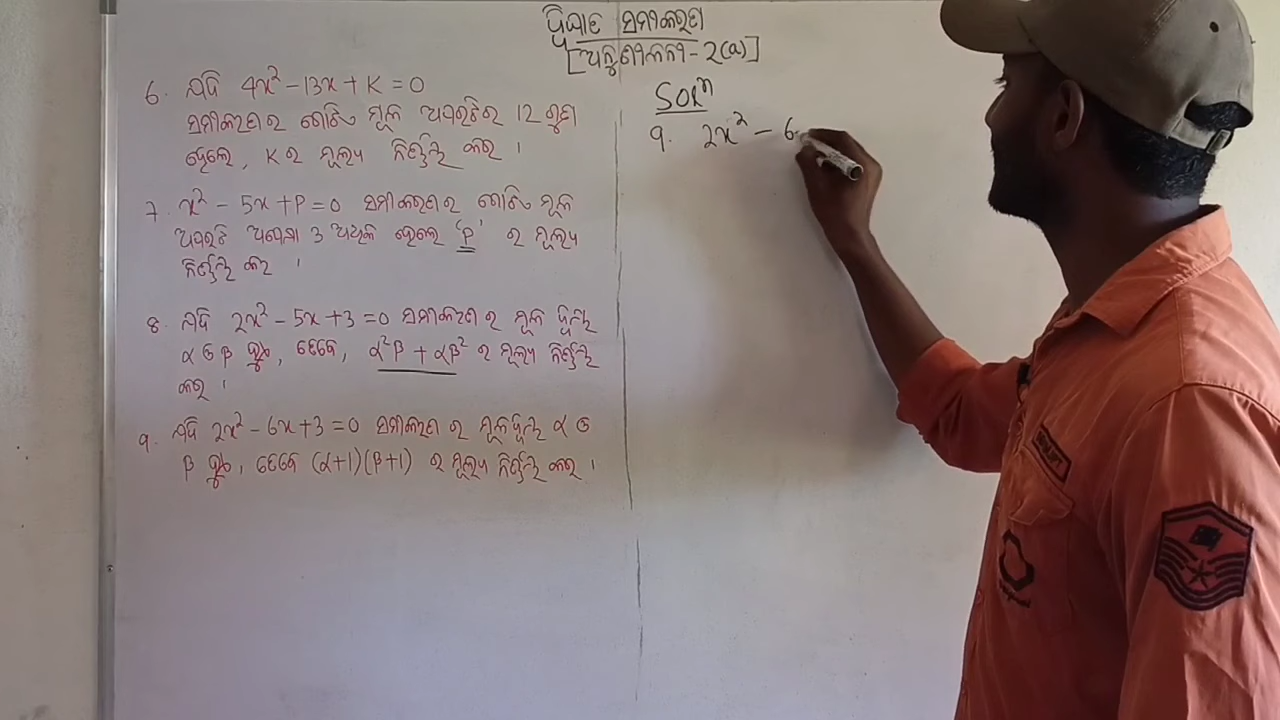 ଦ୍ୱିଘାତ ସମୀକରଣ
[ଅନୁଶୀଳନୀ - ୨(a)]
6. ଯଦି 4x² - 13x + K = 0
ସମୀକରଣର ଗୋଟିଏ ମୂଳ ଅପରଟିର 12 ଗୁଣ
ହେଲେ, K ର ମୂଲ୍ୟ ନିର୍ଣ୍ଣୟ କର ।
7. x² - 5x + P = 0 ସମୀକରଣର ଗୋଟିଏ ମୂଳ
ଅପରଟି ଅପେକ୍ଷା 3 ଅଧିକ ହେଲେ 'P' ର ମୂଲ୍ୟ
ନିର୍ଣ୍ଣୟ କର ।
8. ଯଦି 2x² - 5x + 3 = 0 ସମୀକରଣର ମୂଳ ଦ୍ୱୟ
α ଓ β ହୁଏ, ତେବେ, α²β + αβ² ର ମୂଲ୍ୟ ନିର୍ଣ୍ଣୟ
କର ।
9. ଯଦି 2x² - 6x + 3 = 0 ସମୀକରଣ ର ମୂଳଦ୍ୱୟ α ଓ
β ହୁଏ, ତେବେ (α+1)(β+1) ର ମୂଲ୍ୟ ନିର୍ଣ୍ଣୟ କର ।
Solⁿ
9. 2x² - 6